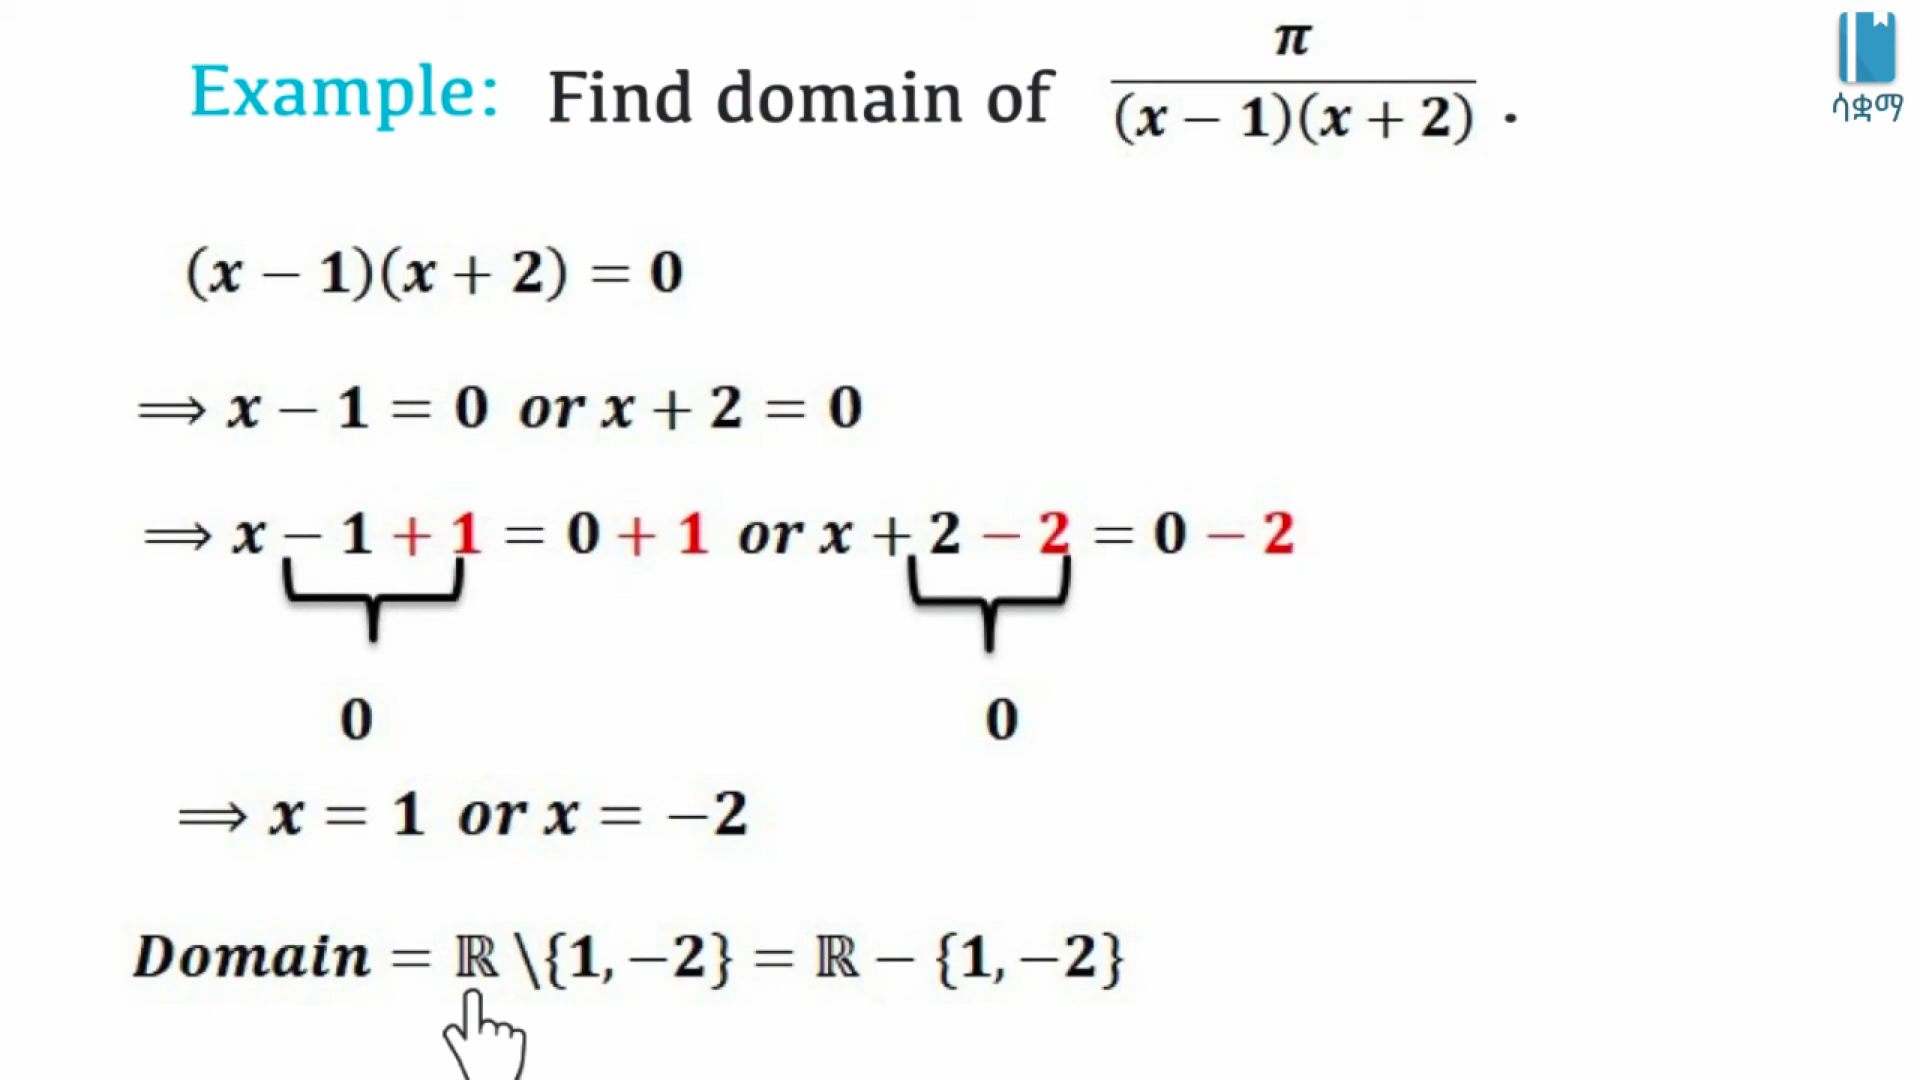 Example: Find domain of π / (x − 1)(x + 2) .
ሳቋማ
(x − 1)(x + 2) = 0
⟹ x − 1 = 0 or x + 2 = 0
⟹ x − 1 + 1 = 0 + 1 or x + 2 − 2 = 0 − 2
0 0
⟹ x = 1 or x = −2
Domain = ℝ \{1, −2} = ℝ − {1, −2}